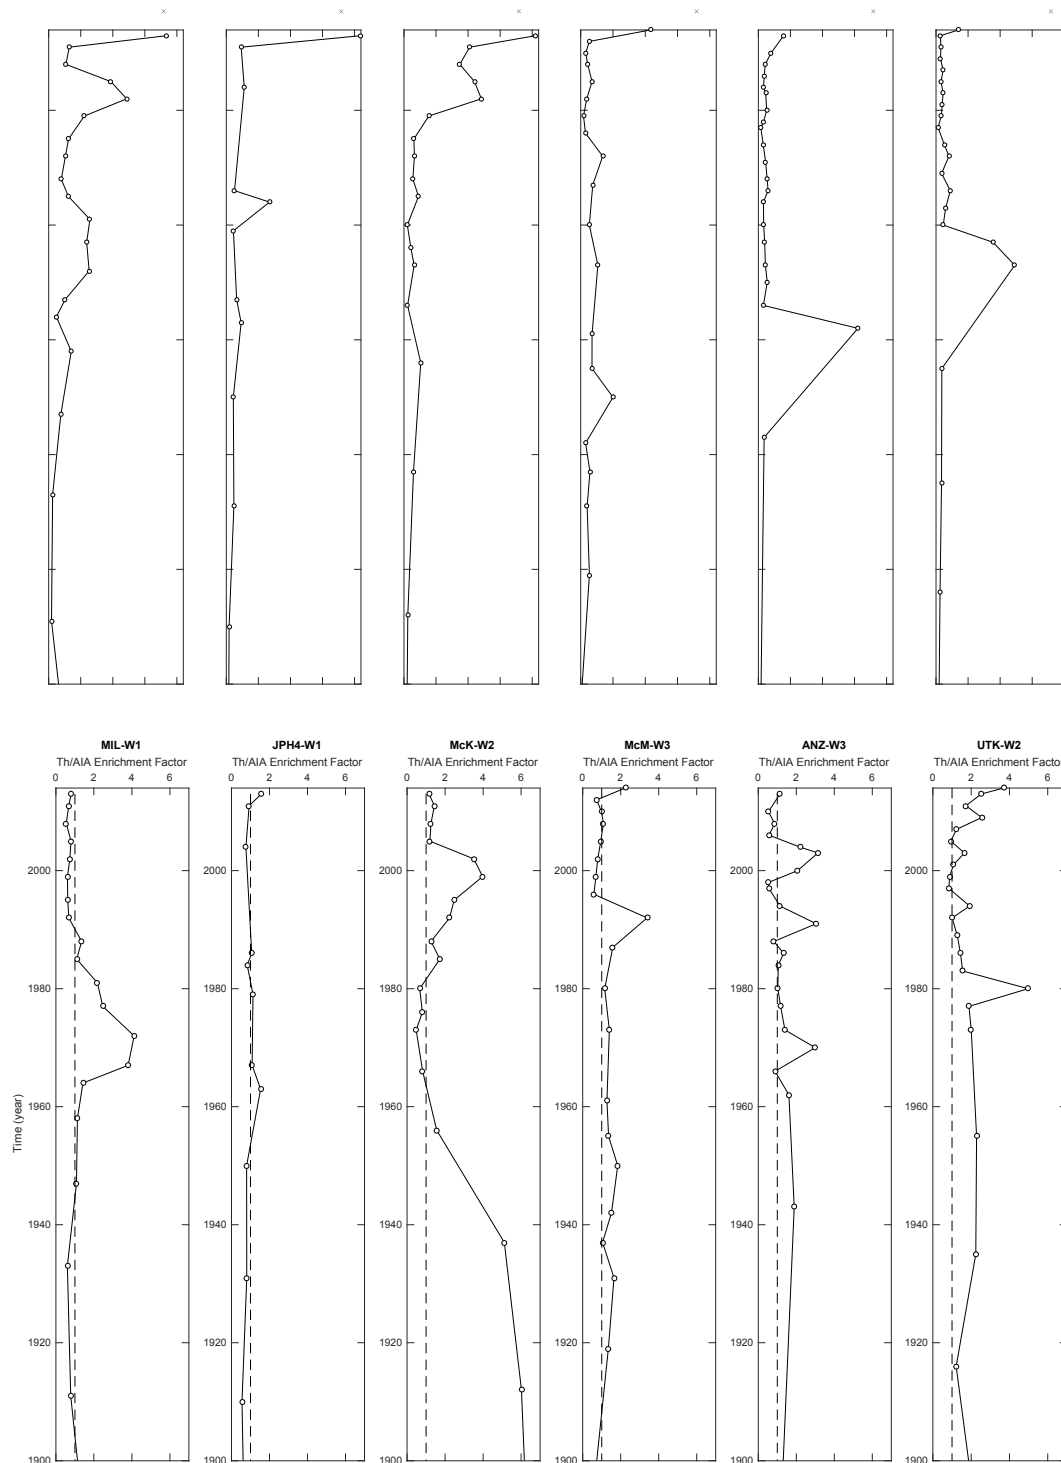 × × × × × ×
MIL-W1 JPH4-W1 McK-W2 McM-W3 ANZ-W3 UTK-W2
Th/AIA Enrichment Factor Th/AIA Enrichment Factor Th/AIA Enrichment Factor Th/AIA Enrichment Factor Th/AIA Enrichment Factor Th/AIA Enrichment Factor
0 2 4 6 0 2 4 6 0 2 4 6 0 2 4 6 0 2 4 6 0 2 4 6
2000 2000 2000 2000 2000 2000
1980 1980 1980 1980 1980 1980
1960 1960 1960 1960 1960 1960
Time (year)
1940 1940 1940 1940 1940 1940
1920 1920 1920 1920 1920 1920
1900 1900 1900 1900 1900 1900